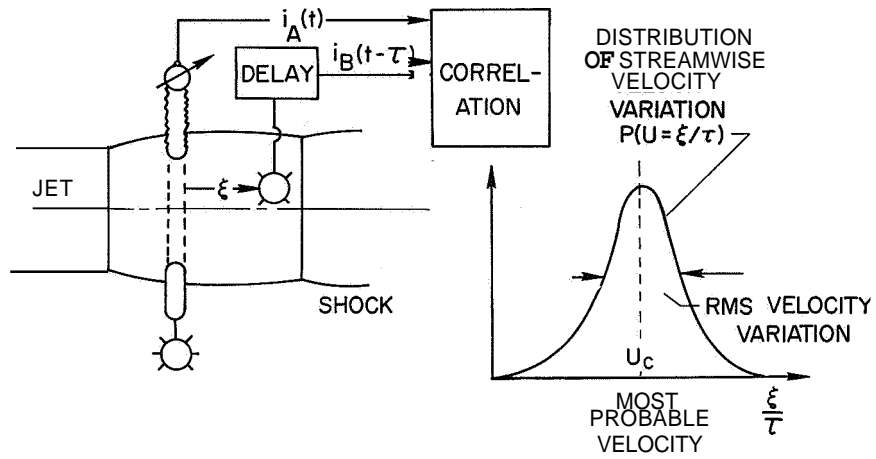 i_A(t)
DELAY
i_B(t-τ)
CORREL-
ATION
JET
ξ
SHOCK
DISTRIBUTION
OF STREAMWISE
VELOCITY
VARIATION
P(U=ξ/τ)
RMS VELOCITY
VARIATION
U_C
MOST
PROBABLE
VELOCITY
ξ
τ